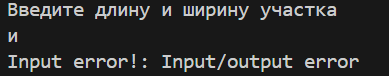 Введите длину и ширину участка
и
Input error!: Input/output error